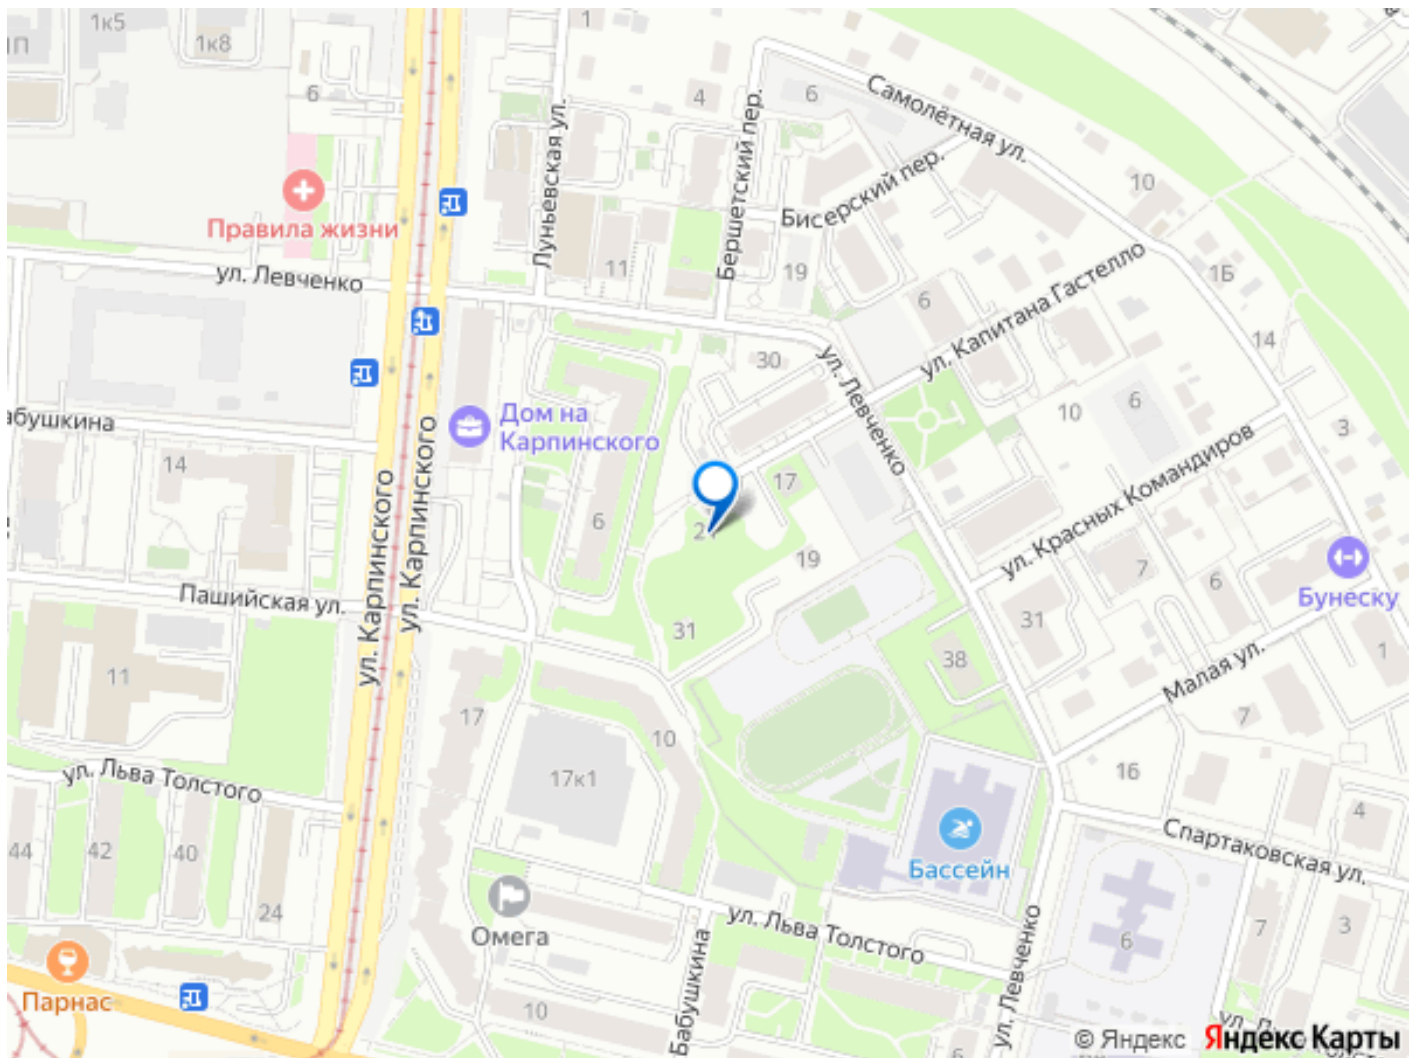 1к5
1к8
1
6
4
6
Самолётная ул.
Луньевская ул.
Бершетский пер.
Бисерский пер.
10
Правила жизни
ул. Левченко
11
19
6
1Б
ул. Капитана Гастелло
14
30
ул. Левченко
Дом на
Карпинского
10
6
3
14
17
ул. Красных Командиров
ул. Карпинского
ул. Карпинского
6
19
7
6
Бунеску
Пашийская ул.
31
31
38
1
Малая ул.
11
17
10
7
17к1
16
ул. Льва Толстого
4
Спартаковская ул.
Бассейн
44
42
40
24
Омега
ул. Льва Толстого
7
3
6
Парнас
10
Бабушкина
ул. Левченко
6
© Яндекс
Яндекс Карты